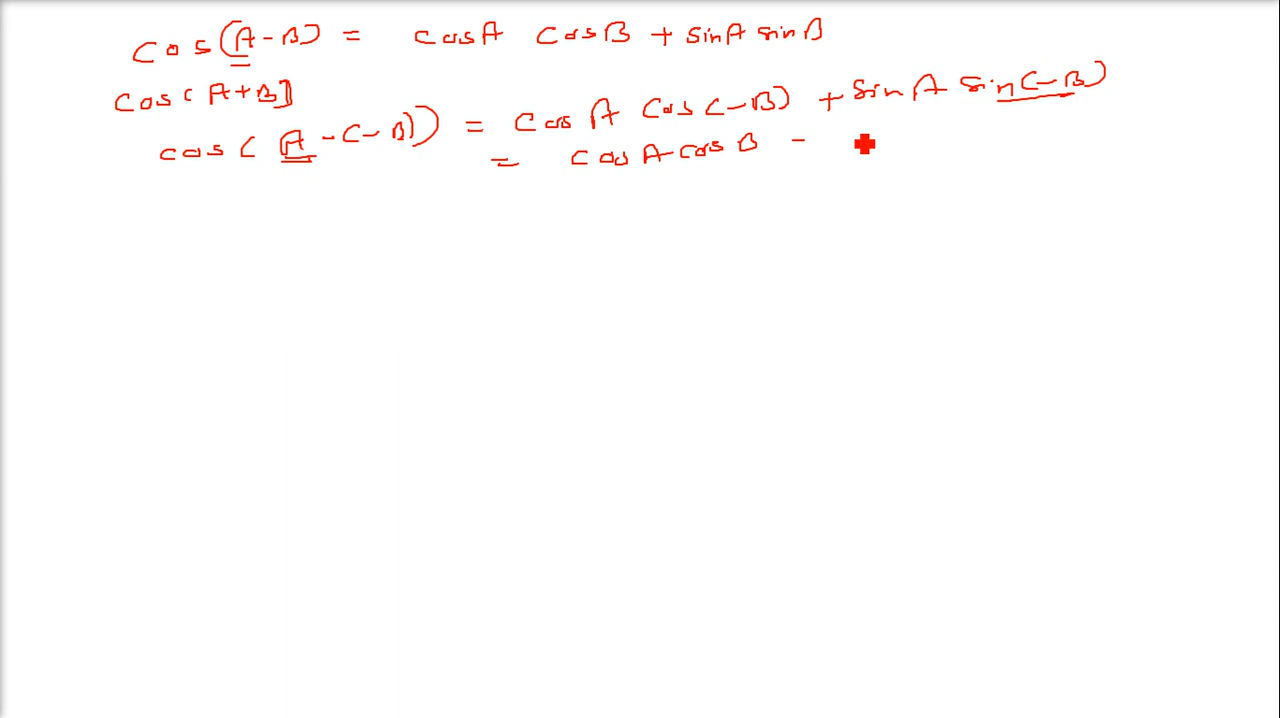 cos(A-B) = cosA cosB + sinA sinB
cos(A+B)
cos(A-(-B)) = cosA cos(-B) + sinA sin(-B)
= cosA cosB -